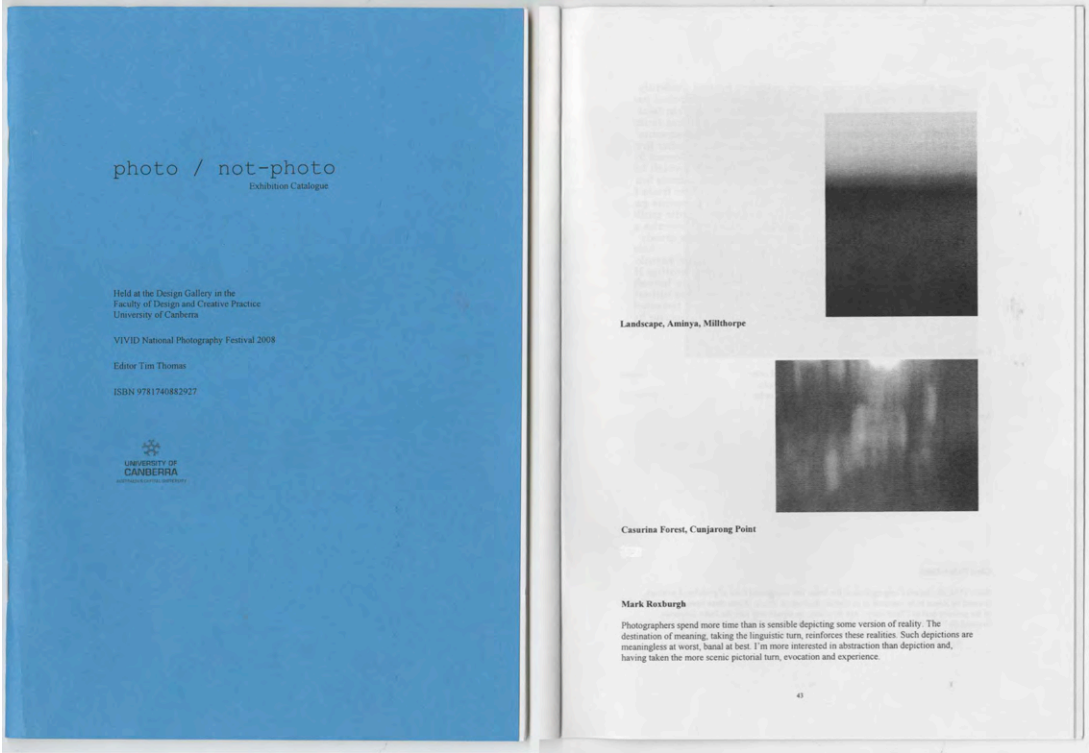 photo / not-photo
Exhibition Catalogue
Held at the Design Gallery in the
Faculty of Design and Creative Practice
University of Canberra
VIVID National Photography Festival 2008
Editor Tim Thomas
ISBN 9781740882927
UNIVERSITY OF
CANBERRA
Landscape, Aminya, Millthorpe
Casurina Forest, Cunjarong Point
Mark Roxburgh
Photographers spend more time than is sensible depicting some version of reality. The
destination of meaning, taking the linguistic turn, reinforces these realities. Such depictions are
meaningless at worst, banal at best. I'm more interested in abstraction than depiction and,
having taken the more scenic pictorial turn, evocation and experience.
43